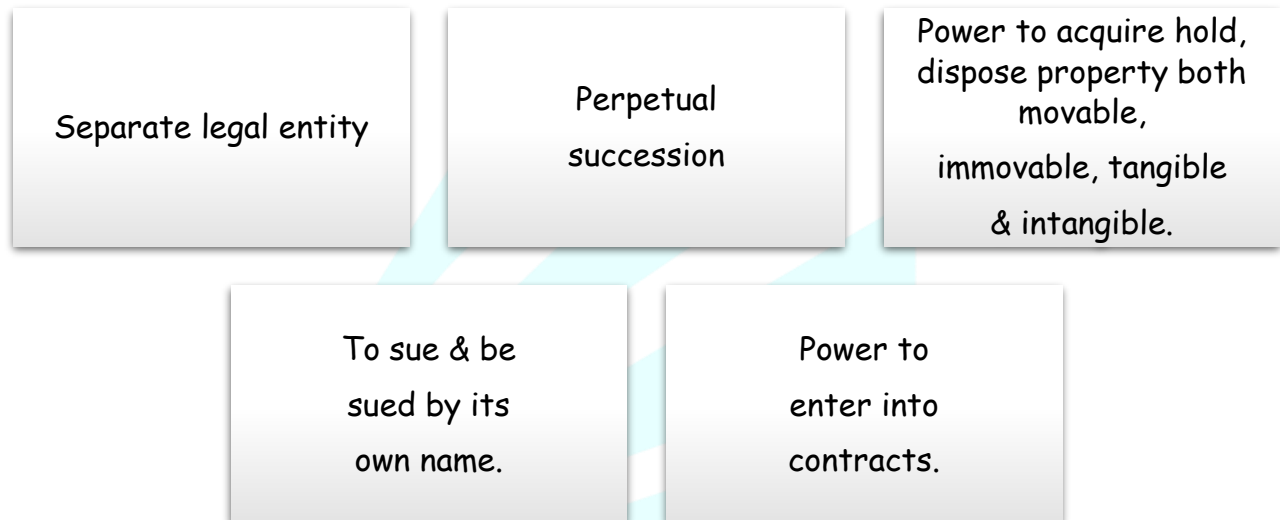 Separate legal entity
Perpetual
succession
Power to acquire hold,
dispose property both
movable,
immovable, tangible
& intangible.
To sue & be
sued by its
own name.
Power to
enter into
contracts.